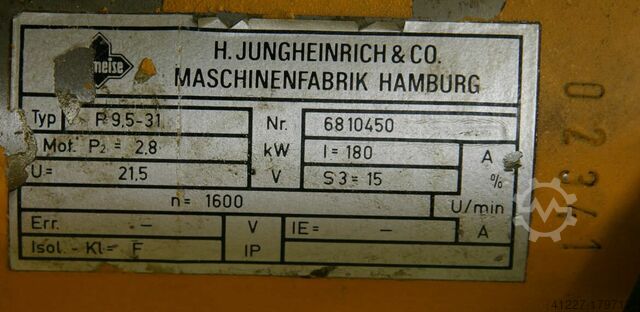 meise
H. JUNGHEINRICH & CO.
MASCHINENFABRIK HAMBURG
Typ P 9,5-31 Nr. 6810450
Mot. P2 = 2,8 kW I = 180 A
U = 21,5 V S3 = 15 %
n = 1600 U/min
Err. – V IE = – A
Isol. - Kl = F IP